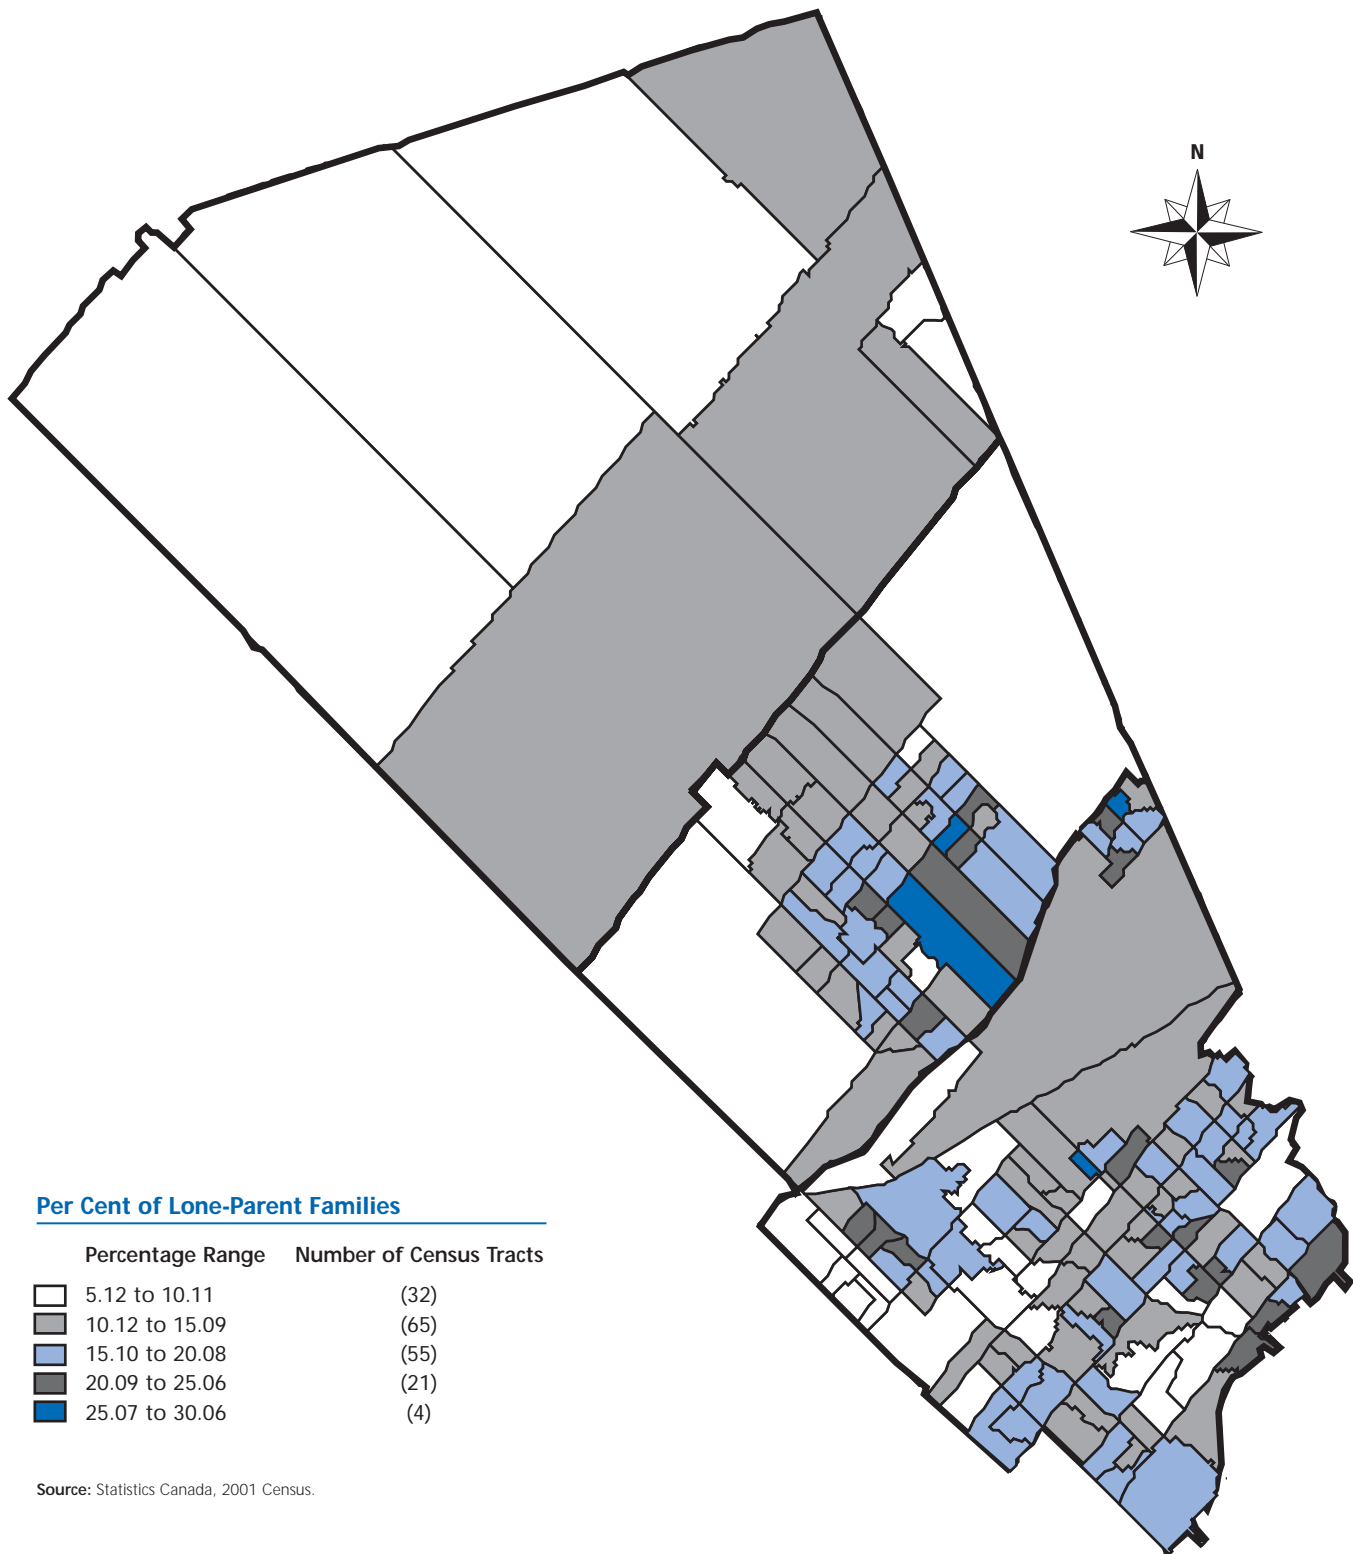 N
Per Cent of Lone-Parent Families
Percentage Range Number of Census Tracts
5.12 to 10.11 (32)
10.12 to 15.09 (65)
15.10 to 20.08 (55)
20.09 to 25.06 (21)
25.07 to 30.06 (4)
Source: Statistics Canada, 2001 Census.